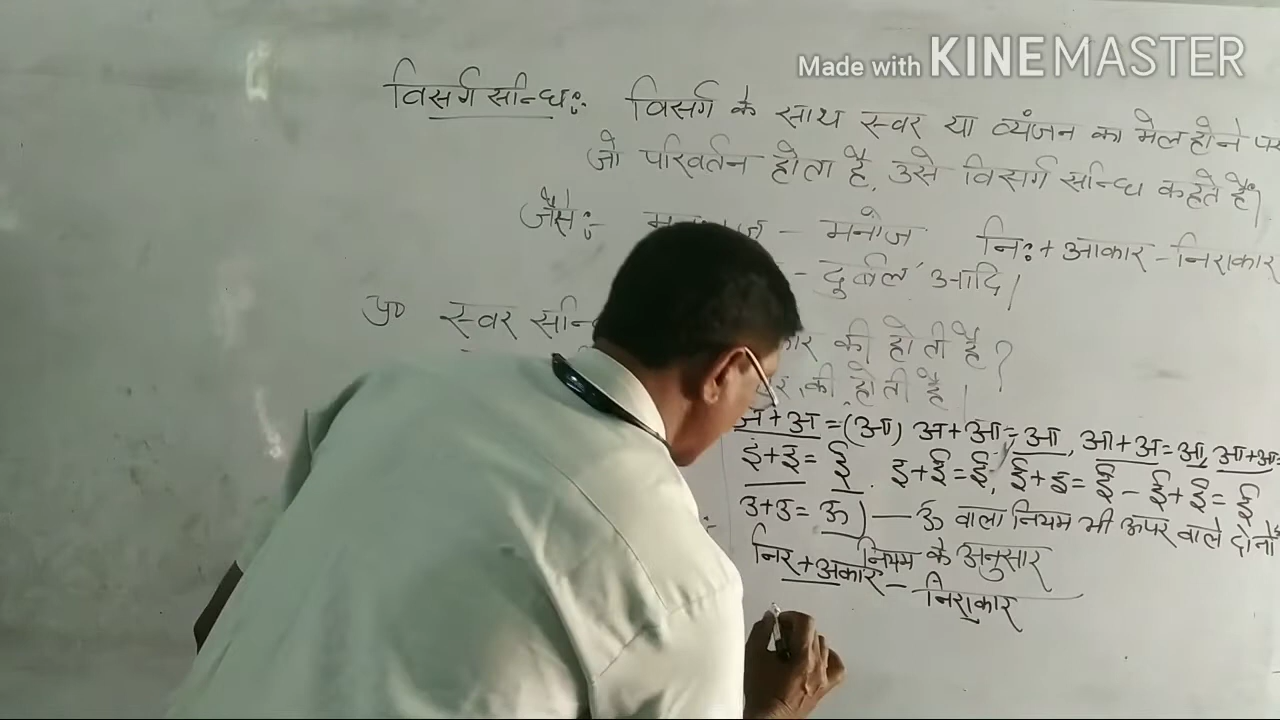 Made with KINEMASTER
विसर्ग सन्धिः- विसर्ग के साथ स्वर या व्यंजन का मेल होने पर
जो परिवर्तन होता है, उसे विसर्ग सन्धि कहते है।
जैसेः- - मनोज, निः + आकार - निराकार
- दुर्बल आदि।
प्र० स्वर की होती है?
की होती है।
अ+अ = (आ) अ+आ = आ, आ+अ = आ, आ+आ=
इ+इ = ई. इ+ई = ई, ई+इ = ई - ई+ई = ई
उ+उ = ऊ) — ऊ वाला नियम भी ऊपर वाले दोनों
नियम के अनुसार
निर + अकार - निराकार